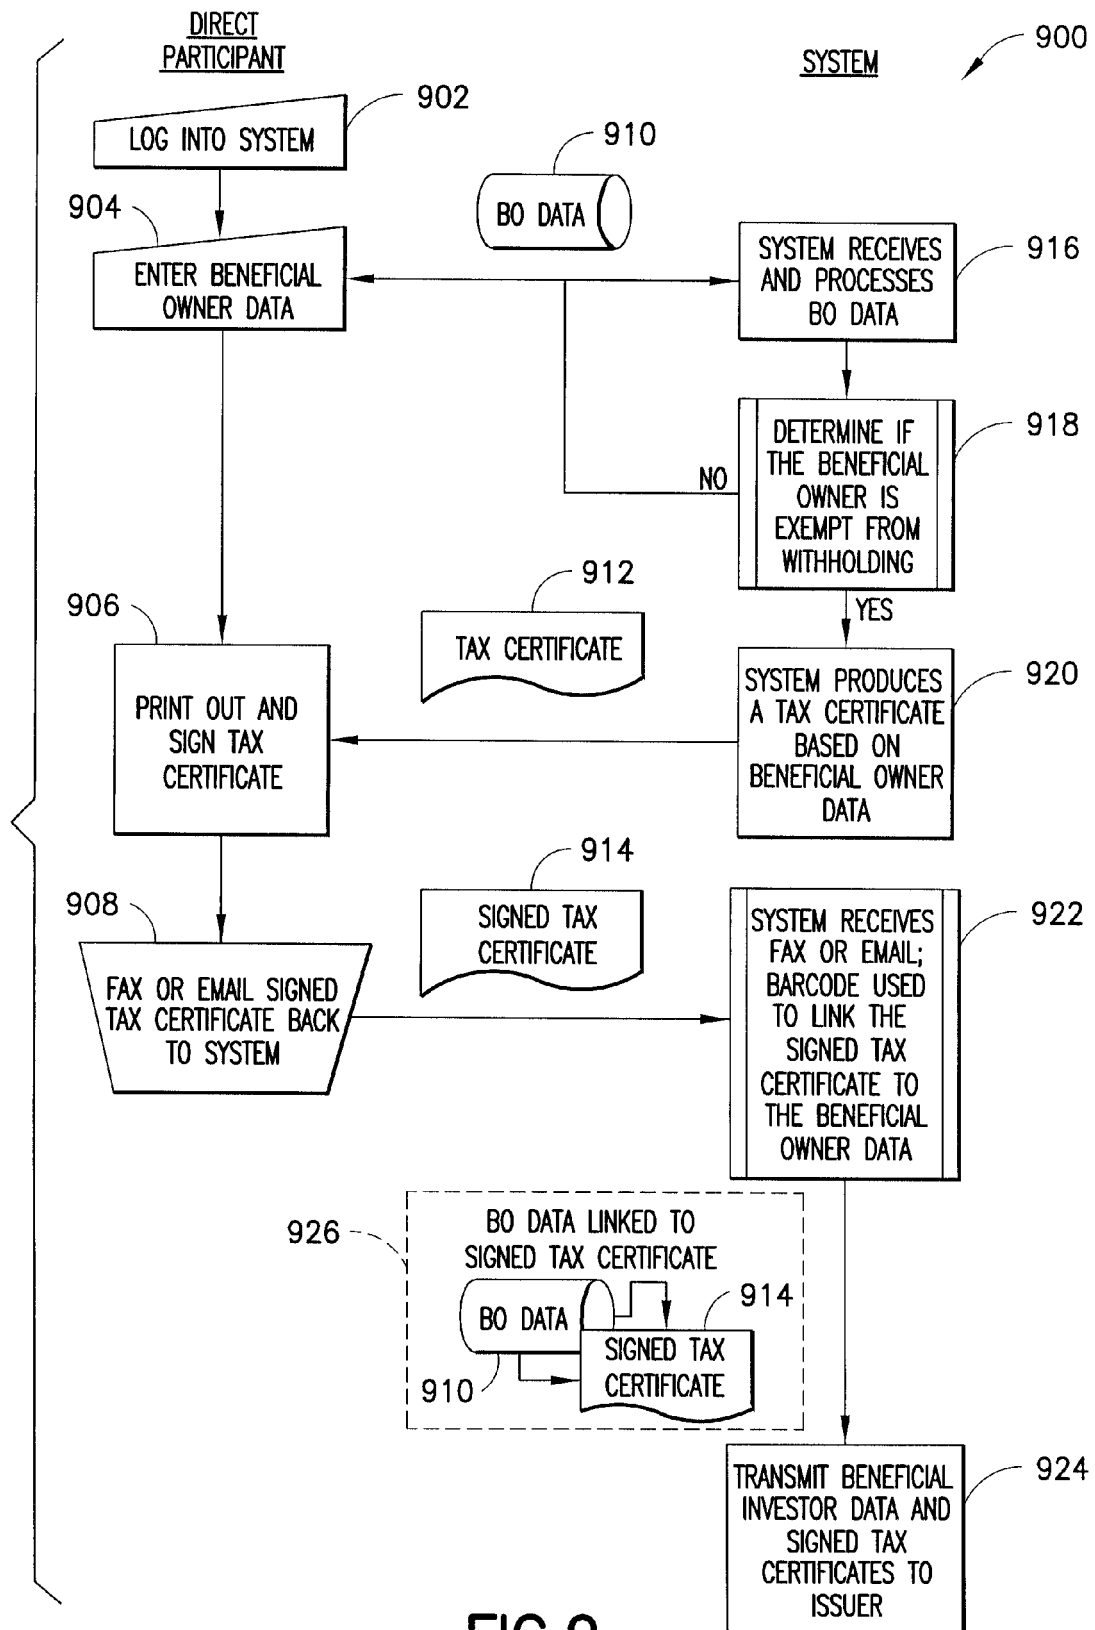 DIRECT
PARTICIPANT
SYSTEM
900
LOG INTO SYSTEM
902
910
BO DATA
904
ENTER BENEFICIAL
OWNER DATA
SYSTEM RECEIVES
AND PROCESSES
BO DATA
916
DETERMINE IF
THE BENEFICIAL
OWNER IS
EXEMPT FROM
WITHHOLDING
918
NO
YES
912
TAX CERTIFICATE
906
PRINT OUT AND
SIGN TAX
CERTIFICATE
SYSTEM PRODUCES
A TAX CERTIFICATE
BASED ON
BENEFICIAL OWNER
DATA
920
914
SIGNED TAX
CERTIFICATE
908
FAX OR EMAIL SIGNED
TAX CERTIFICATE BACK
TO SYSTEM
SYSTEM RECEIVES
FAX OR EMAIL;
BARCODE USED
TO LINK THE
SIGNED TAX
CERTIFICATE TO
THE BENEFICIAL
OWNER DATA
922
926
BO DATA LINKED TO
SIGNED TAX CERTIFICATE
BO DATA
914
SIGNED TAX
CERTIFICATE
910
TRANSMIT BENEFICIAL
INVESTOR DATA AND
SIGNED TAX
CERTIFICATES TO
ISSUER
924